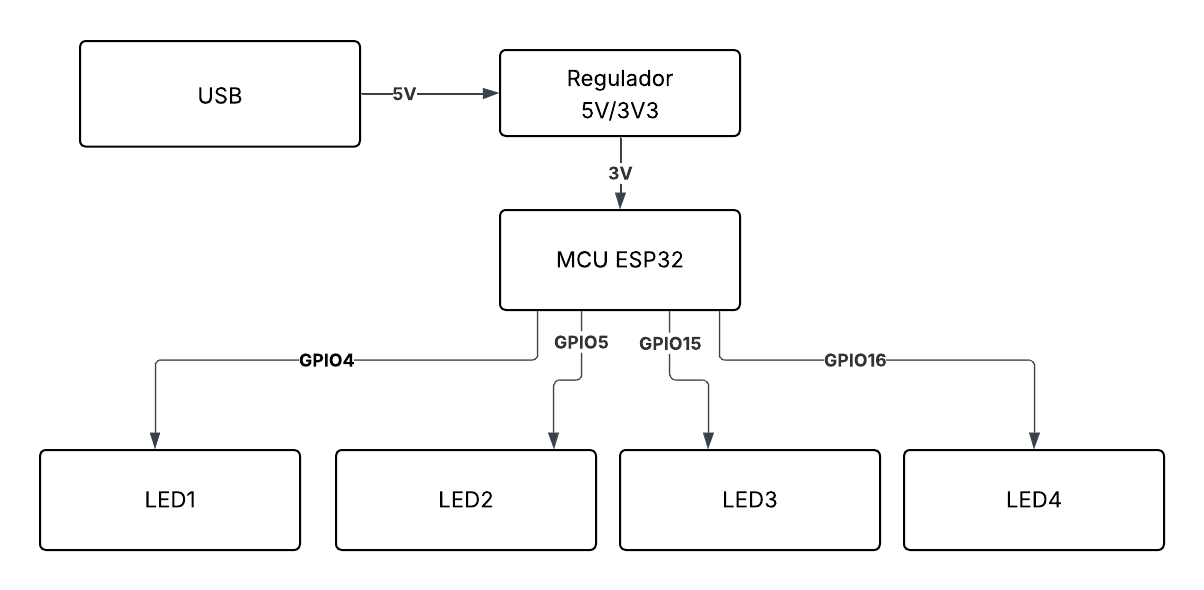 USB
5V
Regulador
5V/3V3
3V
MCU ESP32
GPIO4
GPIO5
GPIO15
GPIO16
LED1
LED2
LED3
LED4